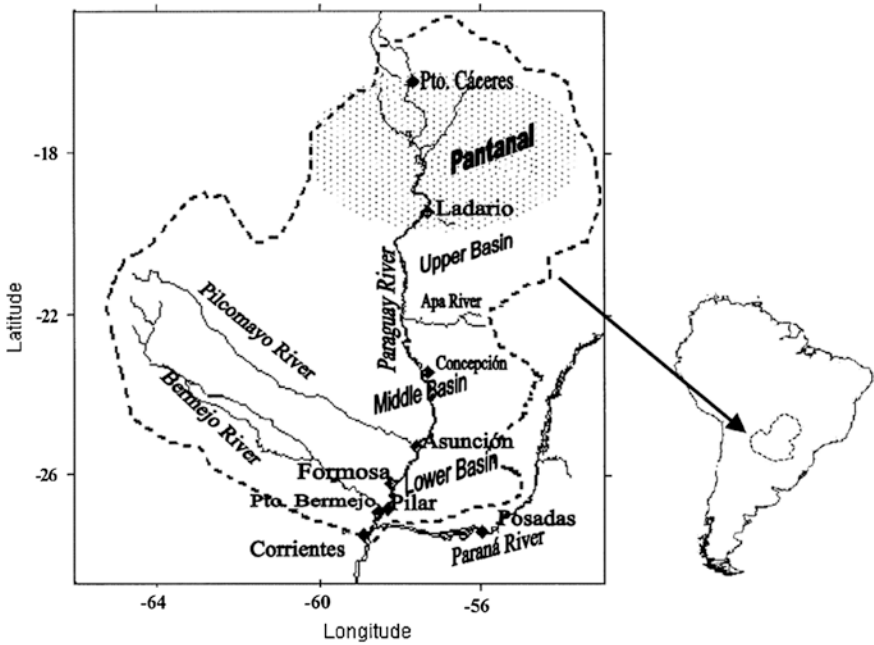 Pto. Cáceres
-18
Pantanal
Ladario
Upper Basin
Paraguay River
Latitude
Pilcomayo River
Apa River
-22
Concepción
Middle Basin
Bermejo River
Asunción
-26
Formosa
Lower Basin
Pto. Bermejo
Pilar
Posadas
Corrientes
Paraná River
-64
-60
-56
Longitude